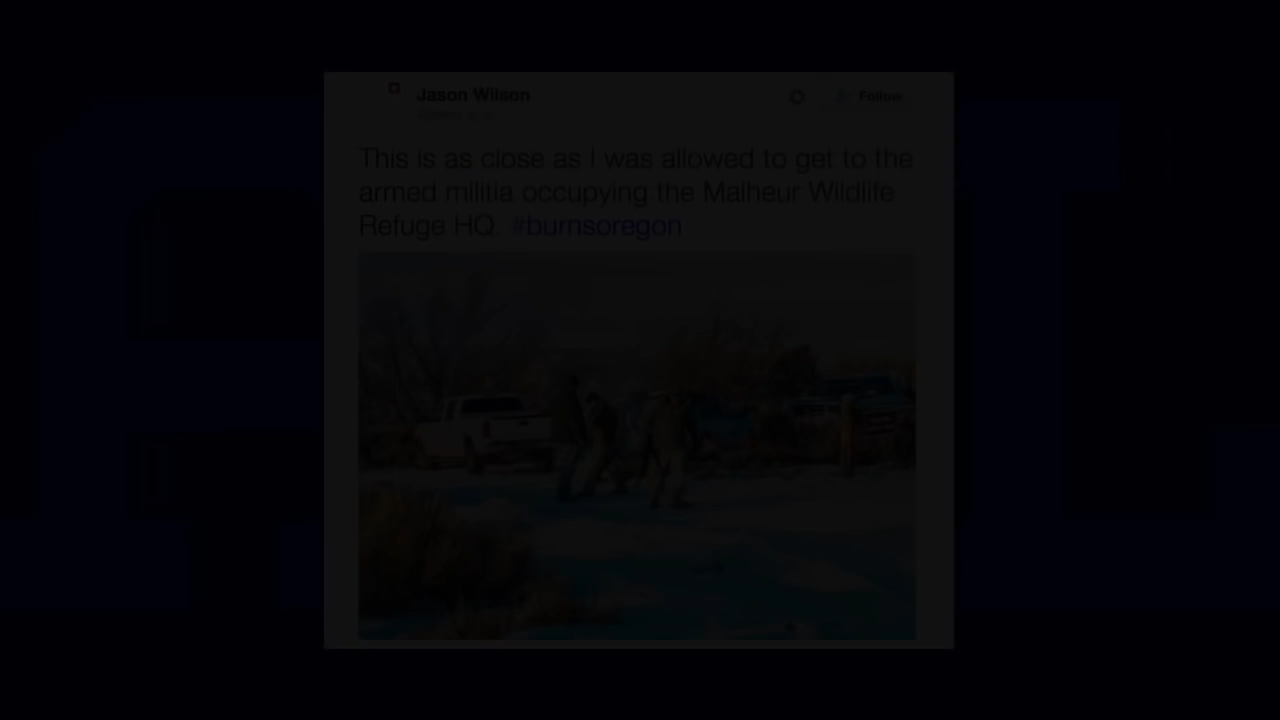 Jason Wilson
Follow
This is as close as I was allowed to get to the
armed militia occupying the Malheur Wildlife
Refuge HQ. #burnsoregon